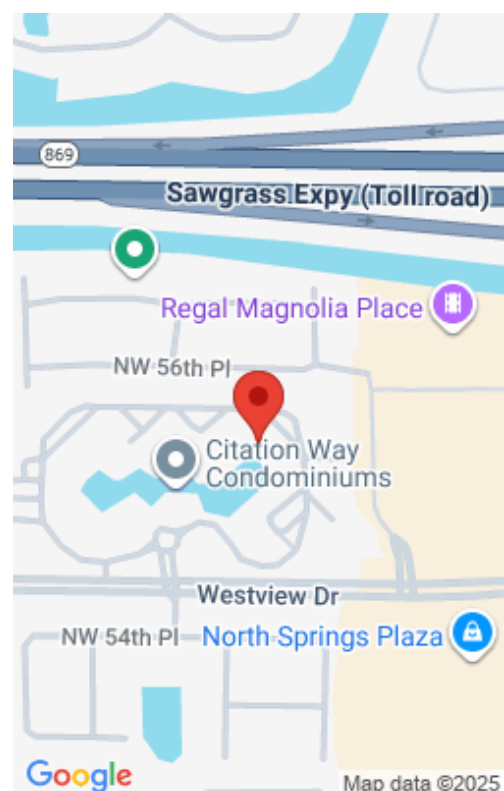 869
Sawgrass Expy (Toll road)
Regal Magnolia Place
NW 56th Pl
Citation Way
Condominiums
Westview Dr
NW 54th Pl
North Springs Plaza
Google
Map data ©2025